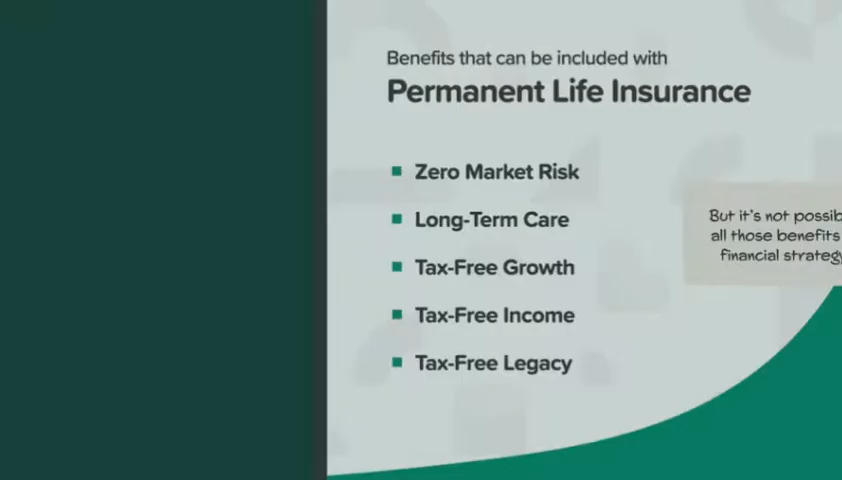 Benefits that can be included with
Permanent Life Insurance
Zero Market Risk
Long-Term Care
Tax-Free Growth
Tax-Free Income
Tax-Free Legacy
But it's not
all those benefits
financial